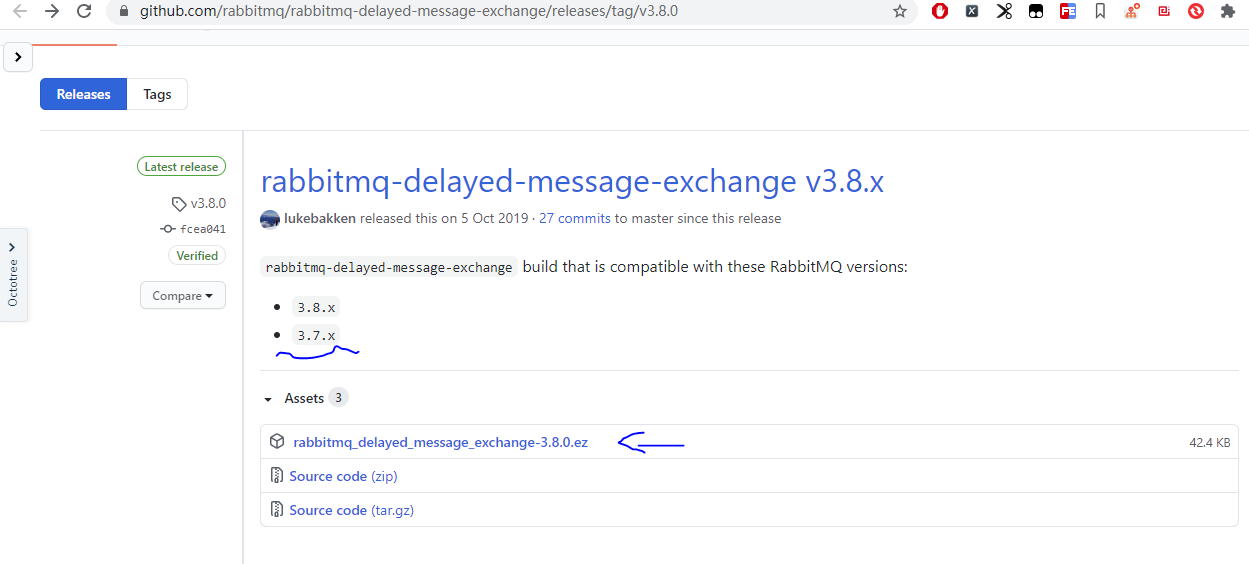 github.com/rabbitmq/rabbitmq-delayed-message-exchange/releases/tag/v3.8.0
Releases
Tags
Latest release
v3.8.0
fcea041
Verified
Compare
Octotree
rabbitmq-delayed-message-exchange v3.8.x
lukebakken released this on 5 Oct 2019 · 27 commits to master since this release
rabbitmq-delayed-message-exchange build that is compatible with these RabbitMQ versions:
3.8.x
3.7.x
Assets 3
rabbitmq_delayed_message_exchange-3.8.0.ez
42.4 KB
Source code (zip)
Source code (tar.gz)